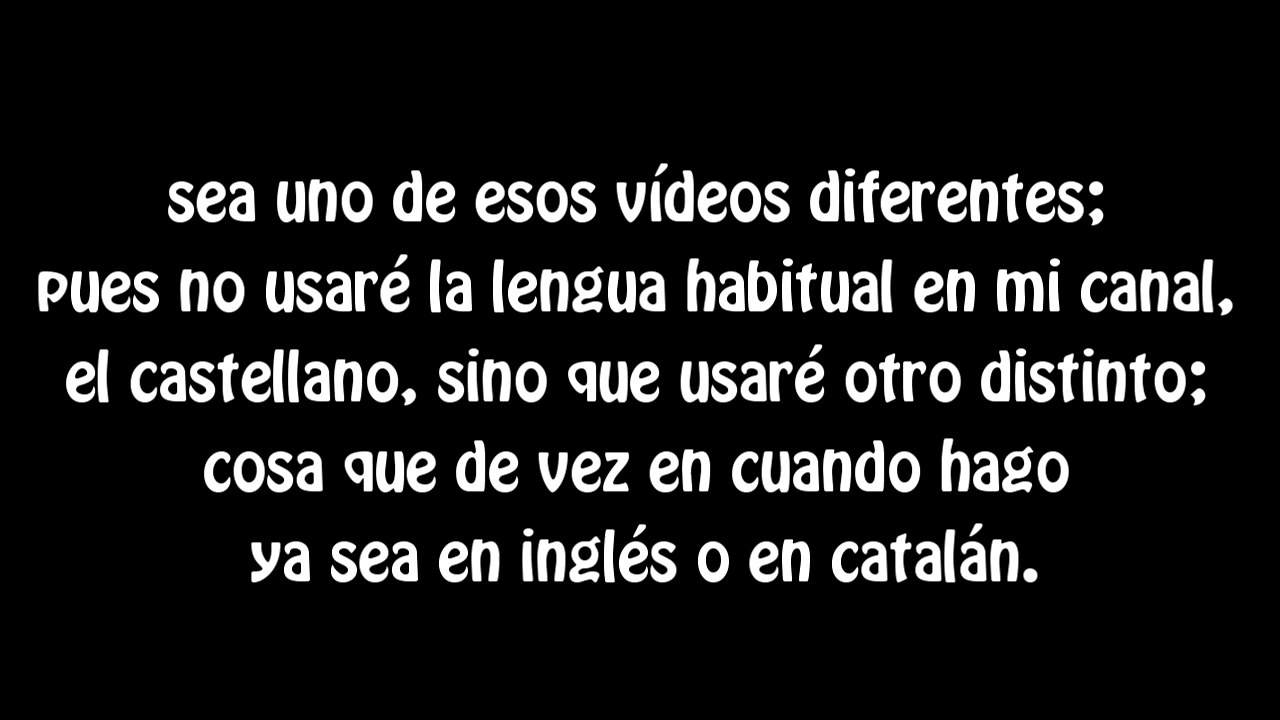 sea uno de esos vídeos diferentes;
pues no usaré la lengua habitual en mi canal,
el castellano, sino que usaré otro distinto;
cosa que de vez en cuando hago
ya sea en inglés o en catalán.